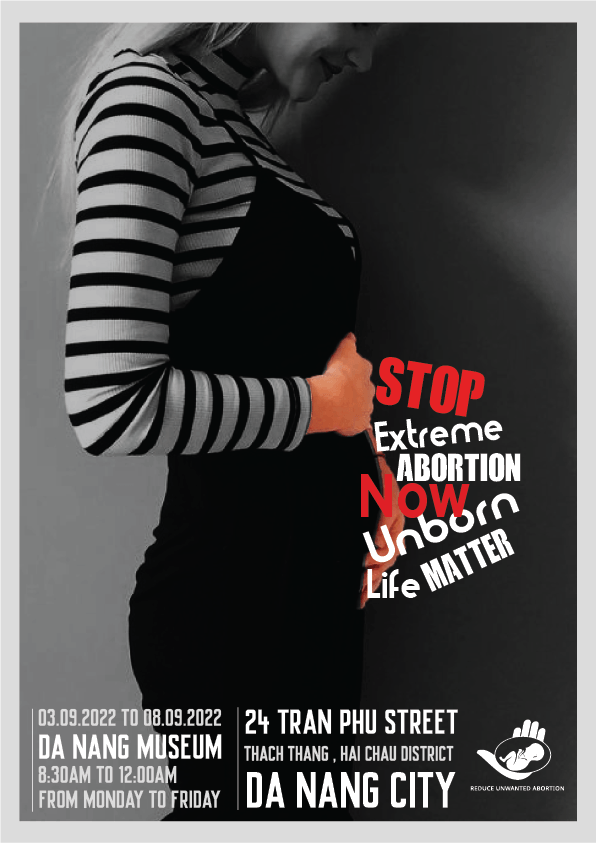 STOP
Extreme
ABORTION
Now
Unborn
Life MATTER
03.09.2022 TO 08.09.2022
DA NANG MUSEUM
8:30AM TO 12:00AM
FROM MONDAY TO FRIDAY
24 TRAN PHU STREET
THACH THANG , HAI CHAU DISTRICT
DA NANG CITY
REDUCE UNWANTED ABORTION